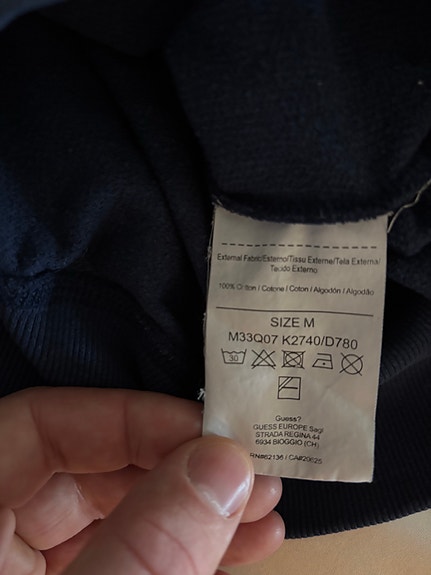 External Fabric/Esterno/Tissu Externe/Tela Externa/
Tecido Externo
100% Cotton / Cotone / Coton / Algodón / Algodão
SIZE M
M33Q07 K2740/D780
30
Guess?
GUESS EUROPE Sagl
STRADA REGINA 44
6934 BIOGGIO (CH)
RN#62136 / CA#20625